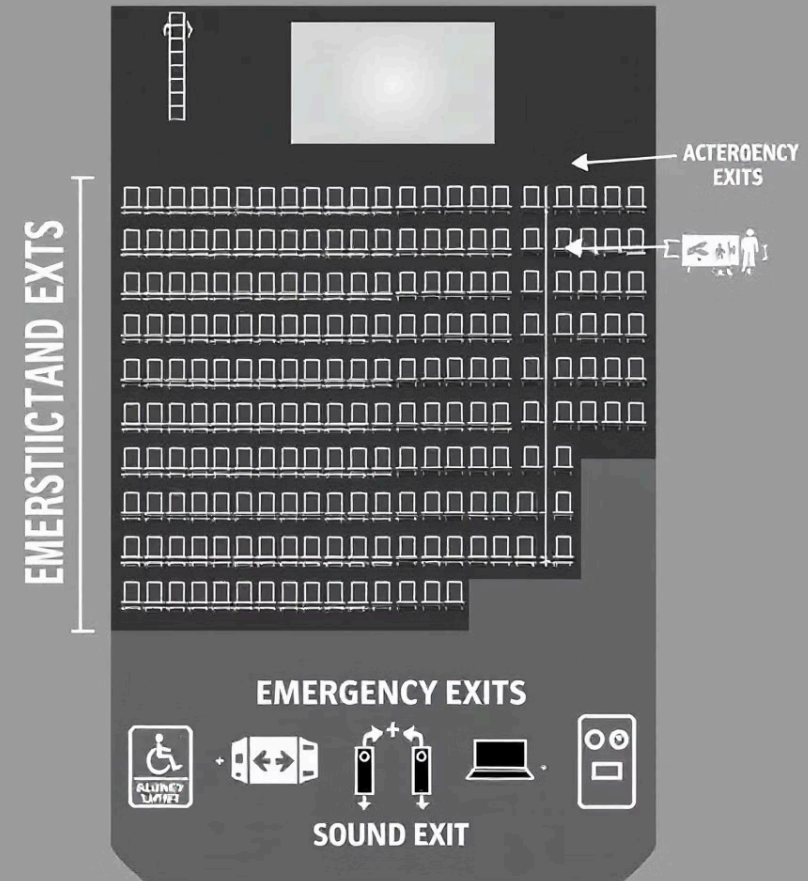 ACTERGENCY
EXITS
EMERSTIICTAND EXTS
EMERGENCY EXITS
SOUND EXIT